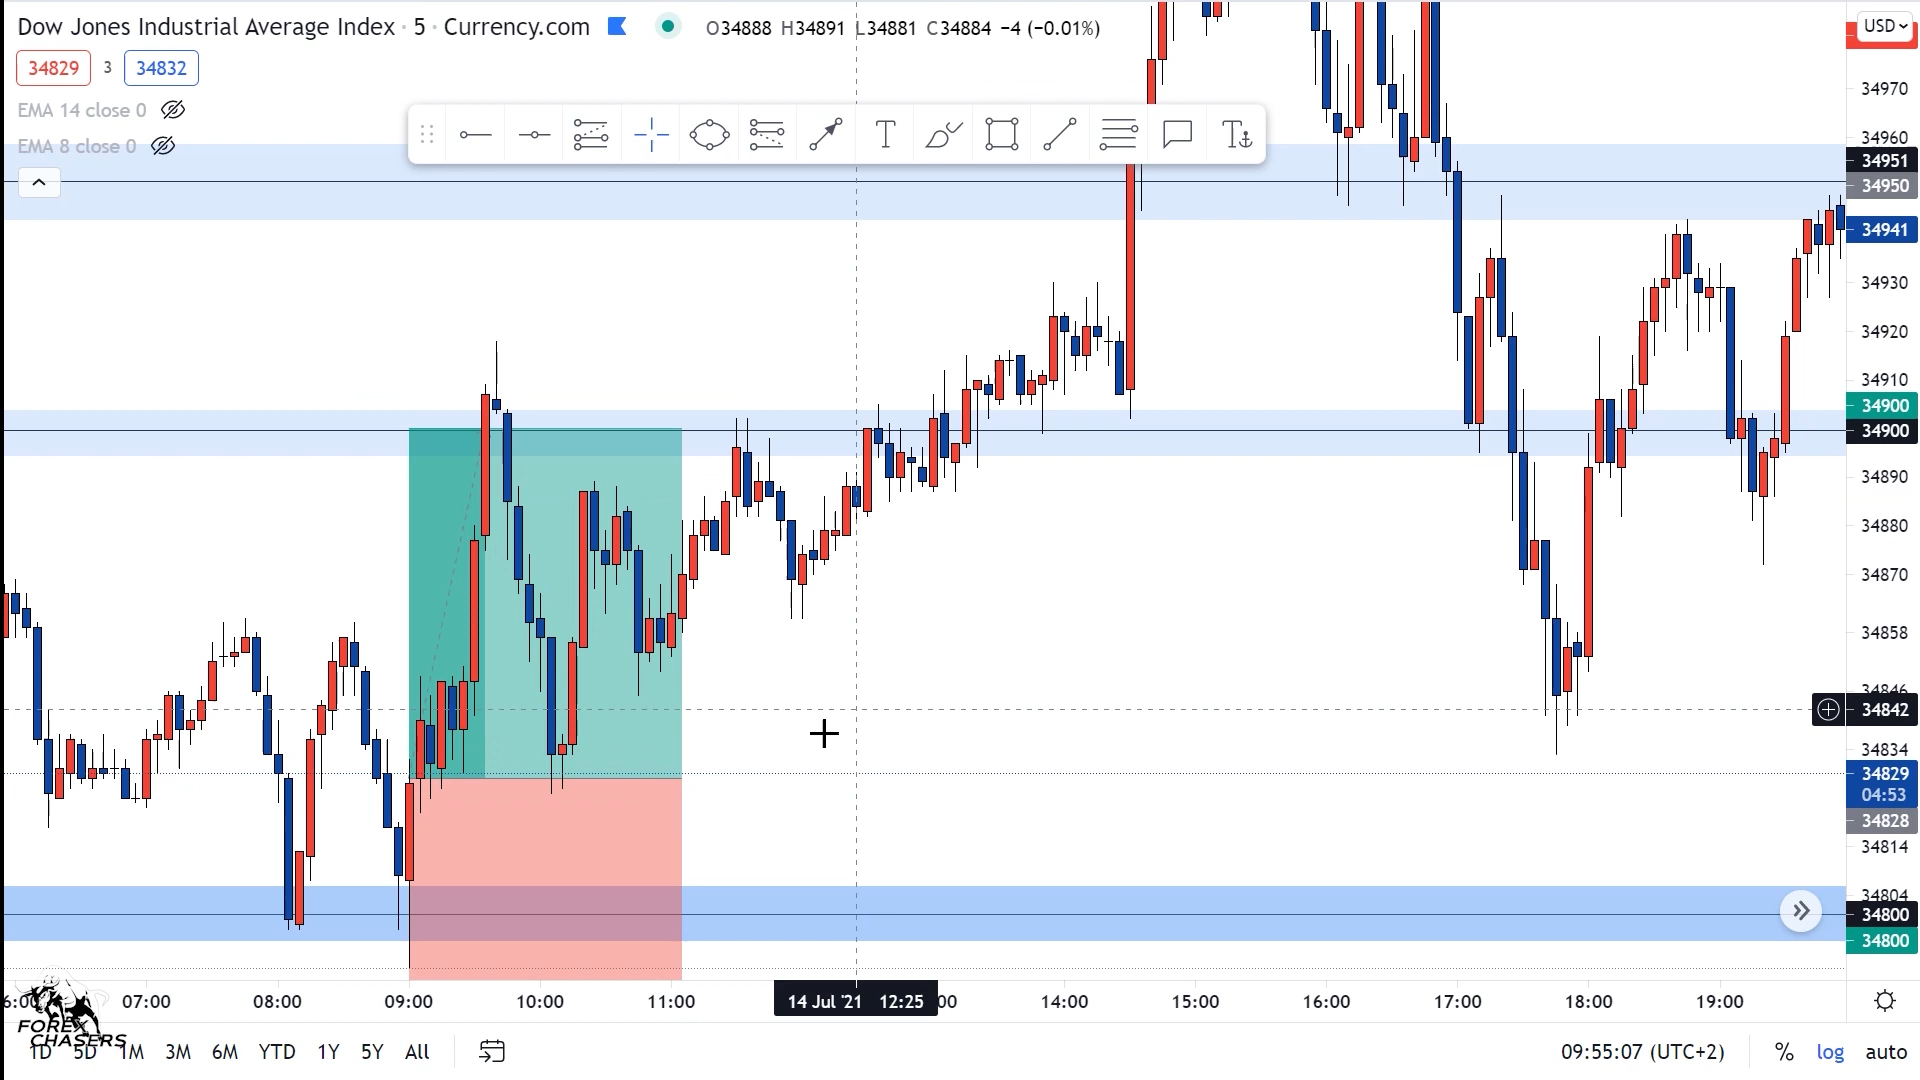 Dow Jones Industrial Average Index · 5 · Currency.com O34888 H34891 L34881 C34884 −4 (−0.01%)
USD
34829 3 34832
EMA 14 close 0
EMA 8 close 0
T
34970
34960
34951
34950
34941
34930
34920
34910
34900
34900
34890
34880
34870
34858
34846
34842
34834
34829
04:53
34828
34814
34804
34800
34800
6:00 07:00 08:00 09:00 10:00 11:00 14 Jul '21 12:25 00 14:00 15:00 16:00 17:00 18:00 19:00
FOREX
CHASERS
1D 5D 1M 3M 6M YTD 1Y 5Y All 09:55:07 (UTC+2) % log auto